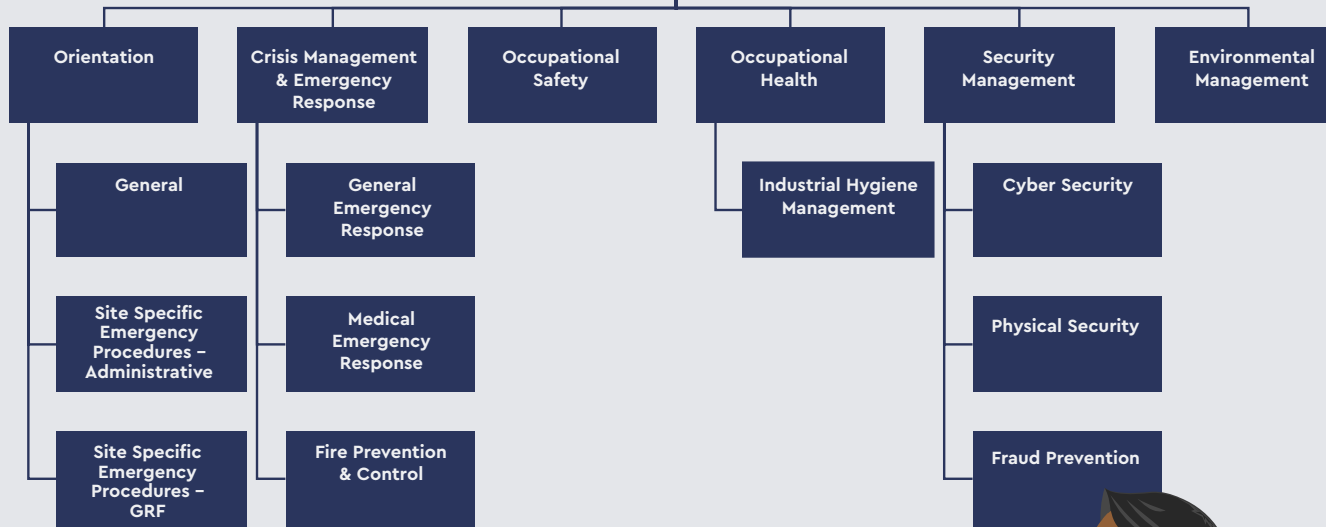 Orientation
Crisis Management
& Emergency
Response
Occupational
Safety
Occupational
Health
Security
Management
Environmental
Management
General
General
Emergency
Response
Industrial Hygiene
Management
Cyber Security
Site Specific
Emergency
Procedures –
Administrative
Medical
Emergency
Response
Physical Security
Site Specific
Emergency
Procedures –
GRF
Fire Prevention
& Control
Fraud Prevention